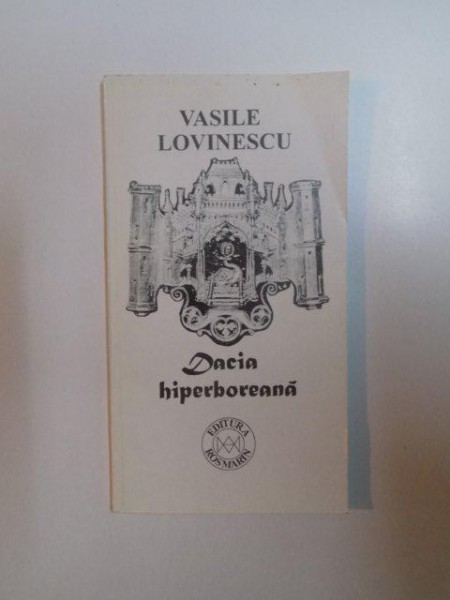 VASILE
LOVINESCU
Dacia
hiperboreană
EDITURA
ROSMARIN